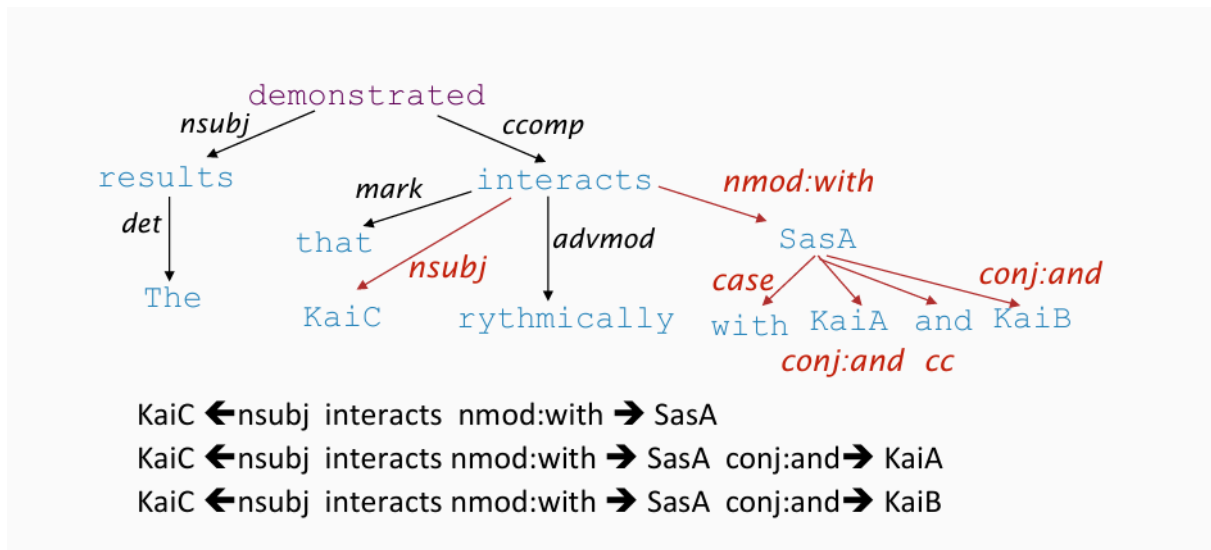 demonstrated
nsubj ccomp
results mark interacts nmod:with
det that advmod SasA
nsubj case conj:and
The KaiC rythmically with KaiA and KaiB
conj:and cc
KaiC 🡸nsubj interacts nmod:with 🡺 SasA
KaiC 🡸nsubj interacts nmod:with 🡺 SasA conj:and🡺 KaiA
KaiC 🡸nsubj interacts nmod:with 🡺 SasA conj:and🡺 KaiB